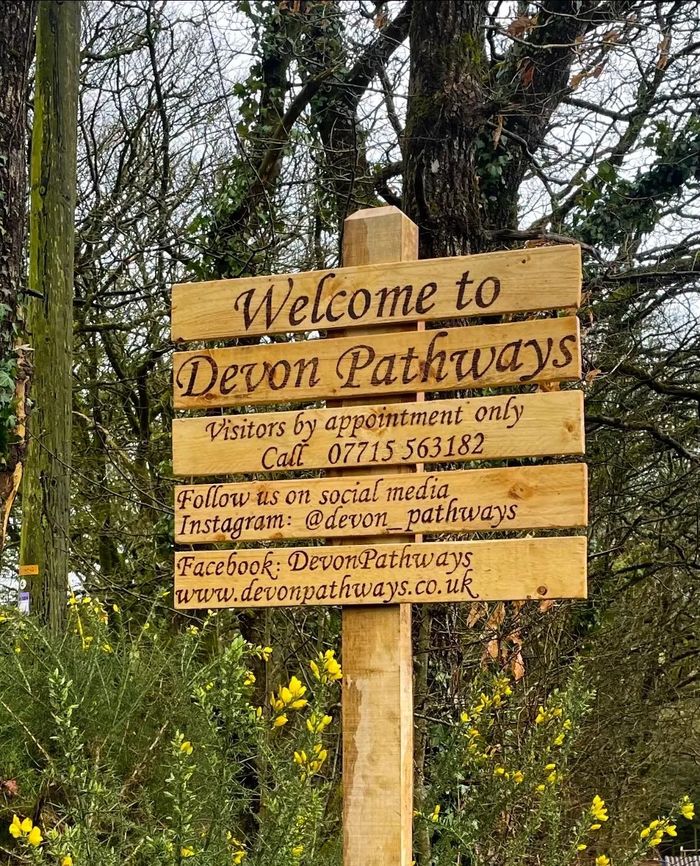 Welcome to
Devon Pathways
Visitors by appointment only
Call 07715 563182
Follow us on social media
Instagram: @devon_pathways
Facebook: DevonPathways
www.devonpathways.co.uk